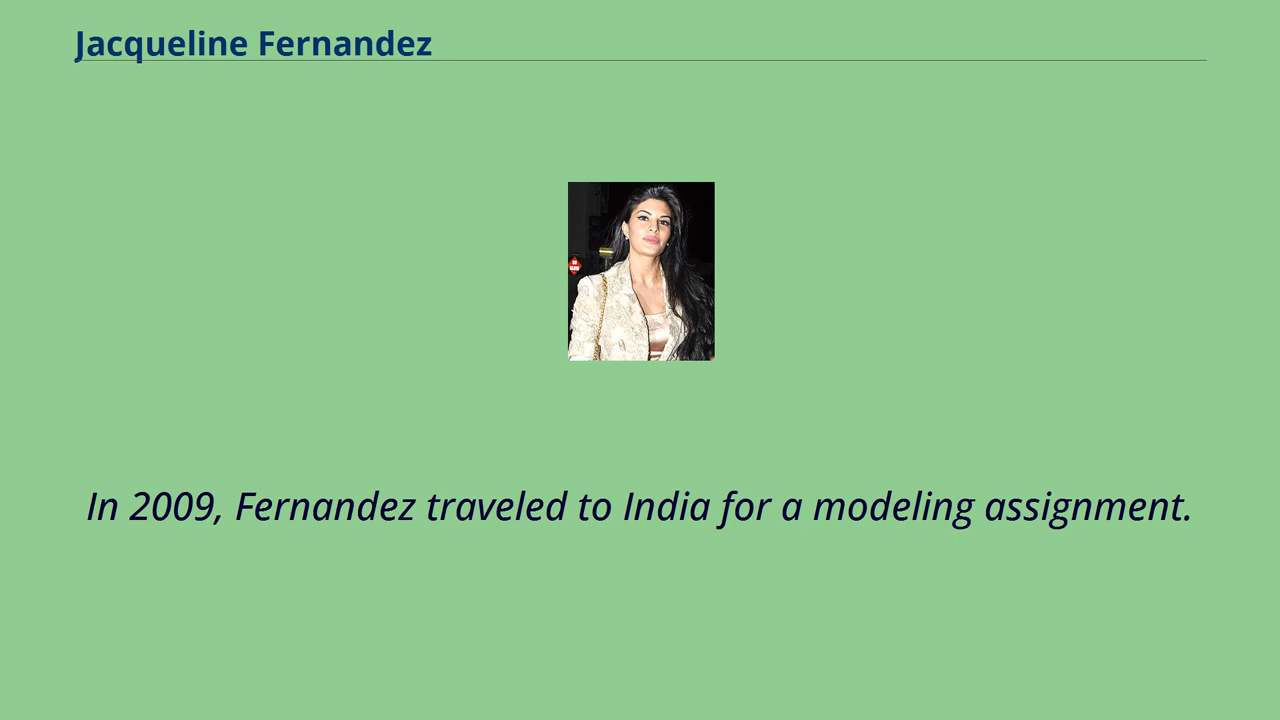 Jacqueline Fernandez
In 2009, Fernandez traveled to India for a modeling assignment.